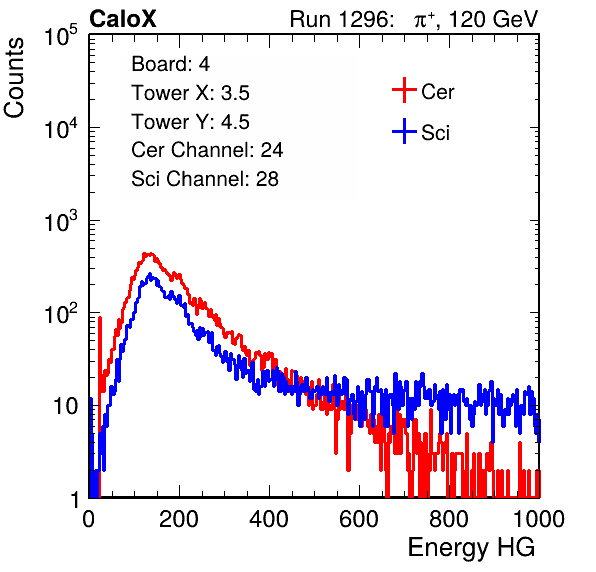 CaloX Run 1296: π⁺, 120 GeV
Counts
Board: 4
Tower X: 3.5
Tower Y: 4.5
Cer Channel: 24
Sci Channel: 28
Cer
Sci
10⁵
10⁴
10³
10²
10
1
0 200 400 600 800 1000
Energy HG